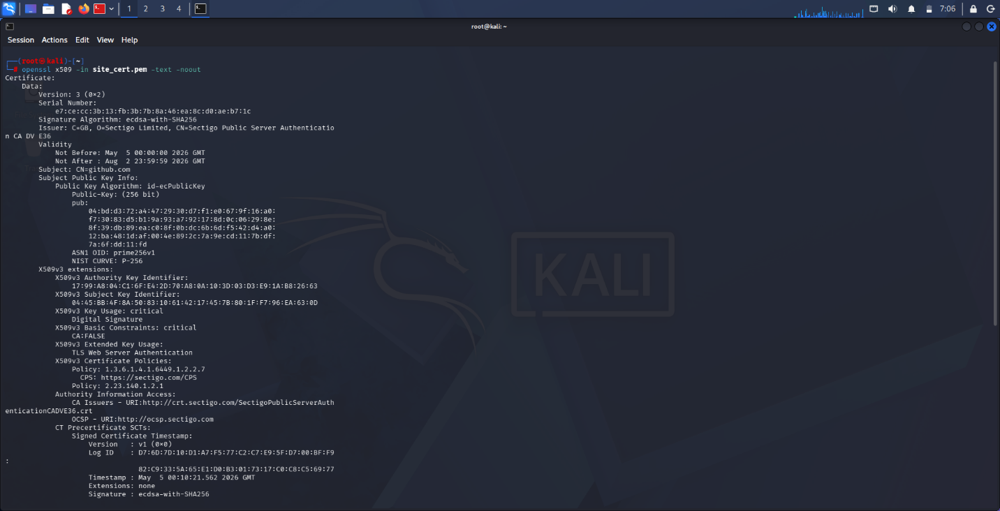 1 2 3 4 7:06
root@kali: ~
Session Actions Edit View Help
┌──(root㉿kali)-[~]
└─# openssl x509 -in site_cert.pem -text -noout
Certificate:
    Data:
        Version: 3 (0×2)
        Serial Number:
            e7:ce:cc:3b:13:fb:3b:7b:8a:46:ea:8c:d0:ae:b7:1c
        Signature Algorithm: ecdsa-with-SHA256
        Issuer: C=GB, O=Sectigo Limited, CN=Sectigo Public Server Authenticatio
n CA DV E36
        Validity
            Not Before: May  5 00:00:00 2026 GMT
            Not After : Aug  2 23:59:59 2026 GMT
        Subject: CN=github.com
        Subject Public Key Info:
            Public Key Algorithm: id-ecPublicKey
                Public-Key: (256 bit)
                pub:
                    04:bd:d3:72:a4:47:29:30:d7:f1:e0:67:9f:16:a0:
                    f7:30:83:d5:b1:9a:93:a7:92:17:8d:0c:06:29:8e:
                    8f:39:db:89:ea:c0:8f:0b:dc:6b:6d:f5:42:d4:a0:
                    12:ba:48:1d:af:00:4e:89:2c:7a:9e:cd:11:7b:df:
                    7a:6f:dd:11:fd
                ASN1 OID: prime256v1
                NIST CURVE: P-256
        X509v3 extensions:
            X509v3 Authority Key Identifier:
                17:99:A8:04:C1:6F:E4:2D:70:A8:0A:10:3D:03:D3:E9:1A:B8:26:63
            X509v3 Subject Key Identifier:
                04:45:BB:4F:8A:50:83:10:61:42:17:45:7B:80:1F:F7:96:EA:63:0D
            X509v3 Key Usage: critical
                Digital Signature
            X509v3 Basic Constraints: critical
                CA:FALSE
            X509v3 Extended Key Usage:
                TLS Web Server Authentication
            X509v3 Certificate Policies:
                Policy: 1.3.6.1.4.1.6449.1.2.2.7
                  CPS: https://sectigo.com/CPS
                Policy: 2.23.140.1.2.1
            Authority Information Access:
                CA Issuers - URI:http://crt.sectigo.com/SectigoPublicServerAuth
enticationCADVE36.crt
                OCSP - URI:http://ocsp.sectigo.com
            CT Precertificate SCTs:
                Signed Certificate Timestamp:
                    Version   : v1 (0×0)
                    Log ID    : D7:6D:7D:10:D1:A7:F5:77:C2:C7:E9:5F:D7:00:BF:F9
:
                                82:C9:33:5A:65:E1:D0:B3:01:73:17:C0:C8:C5:69:77
                    Timestamp : May  5 00:10:21.562 2026 GMT
                    Extensions: none
                    Signature : ecdsa-with-SHA256
KALI